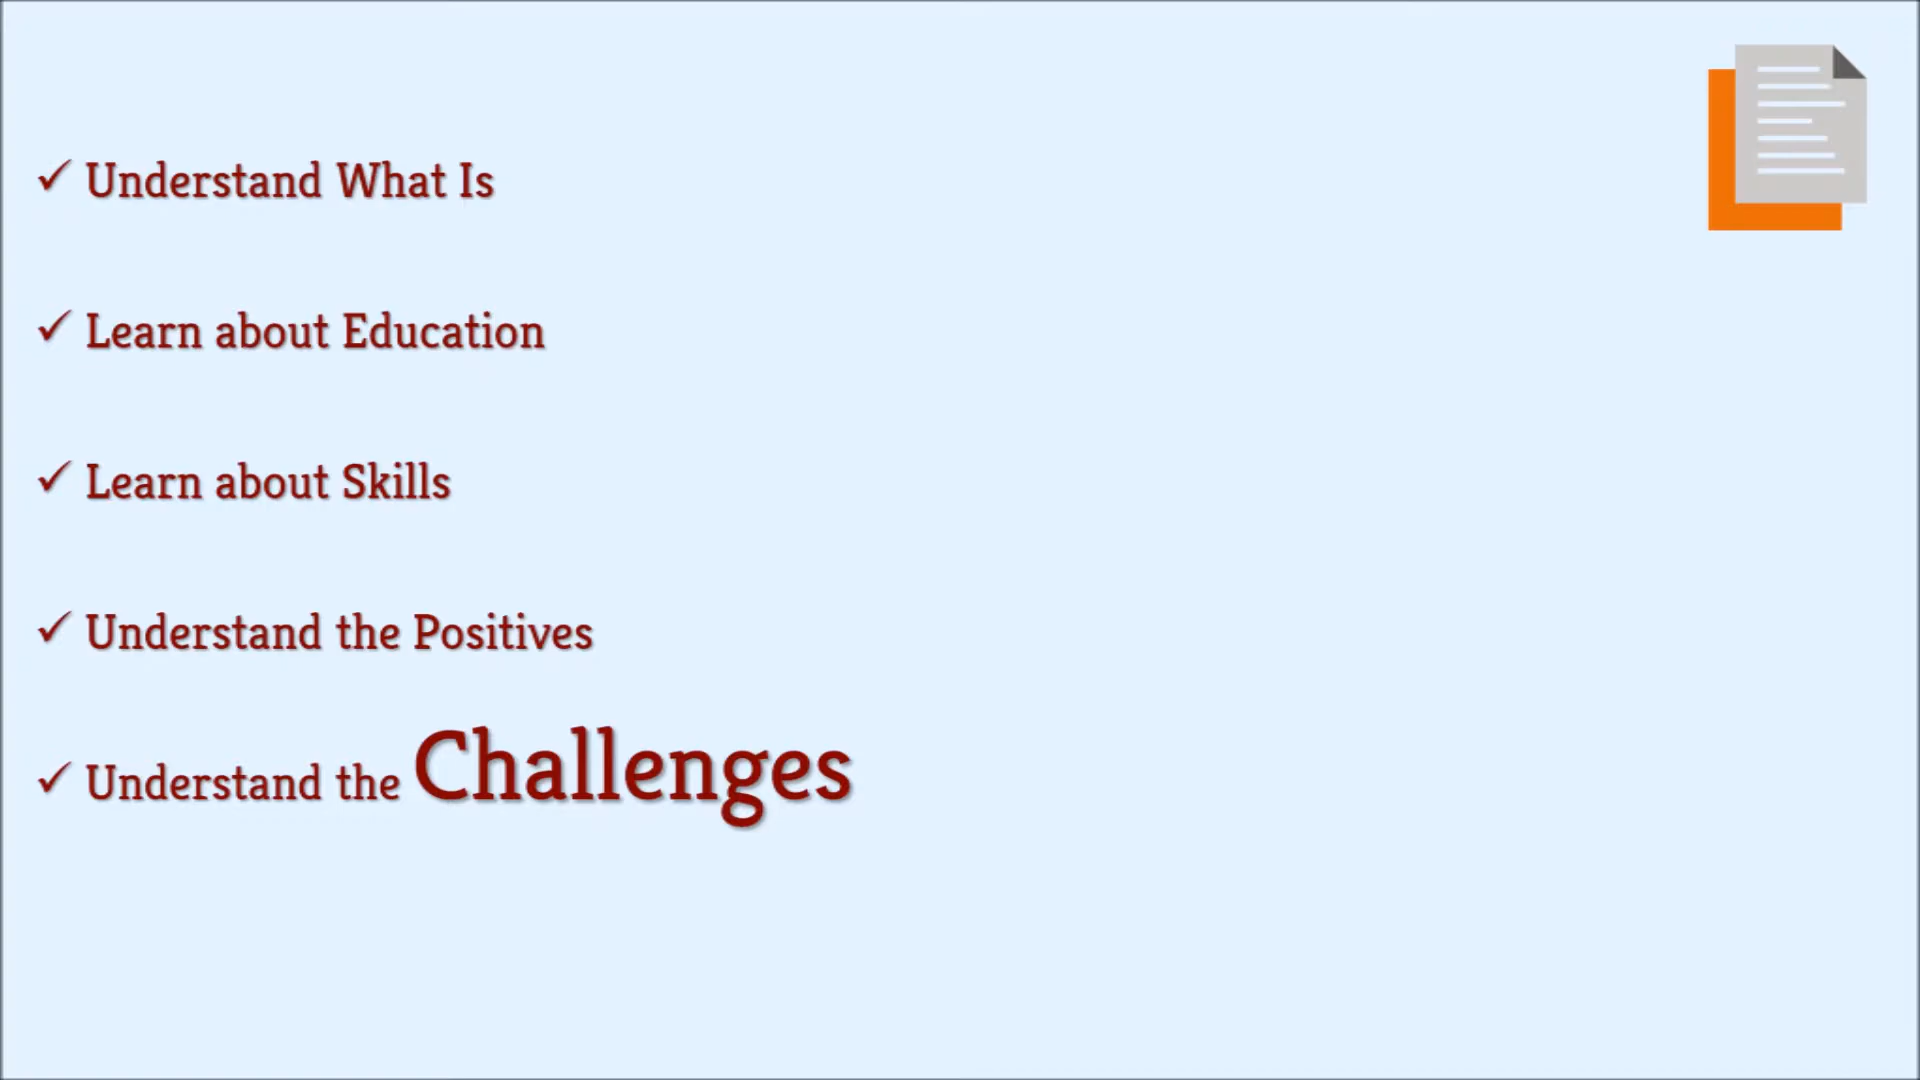 ✓ Understand What Is
✓ Learn about Education
✓ Learn about Skills
✓ Understand the Positives
✓ Understand the Challenges